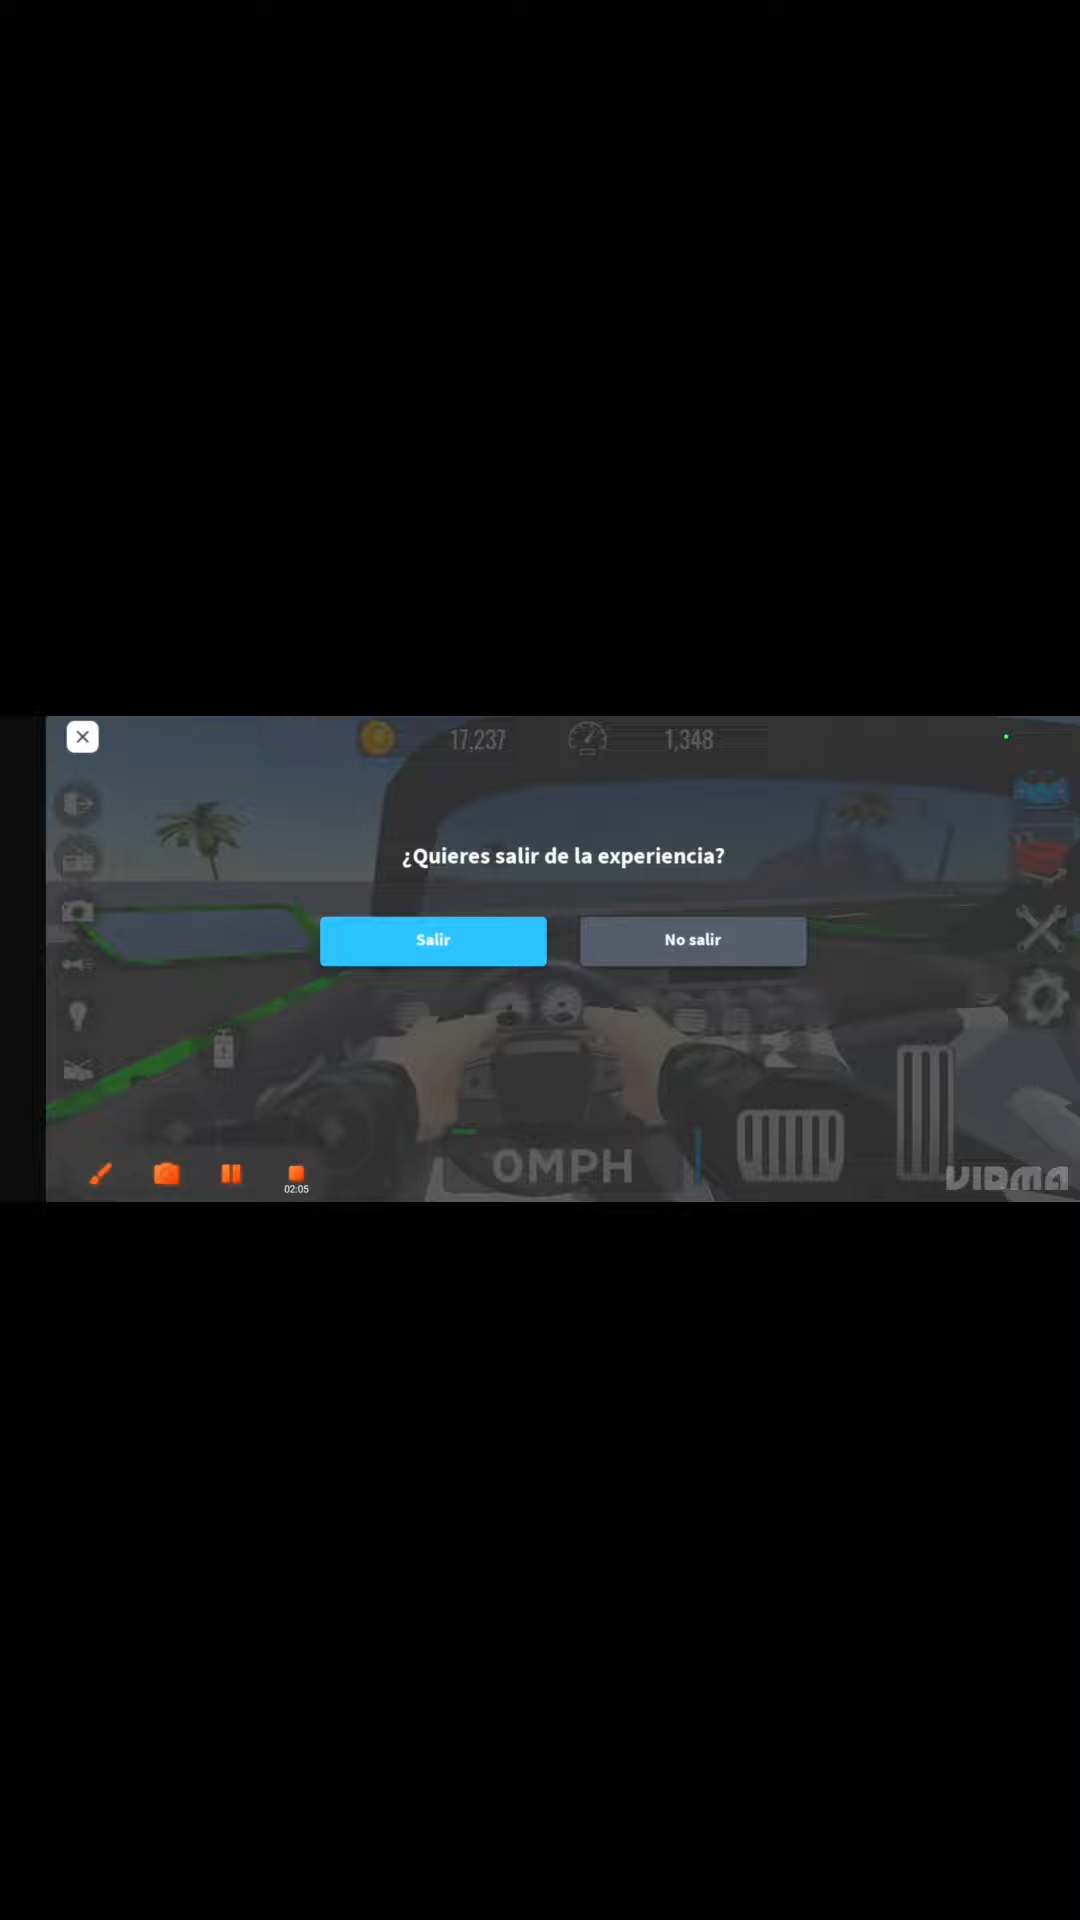 17,237
1,348
¿Quieres salir de la experiencia?
Salir
No salir
0MPH
02:05
VIDMA